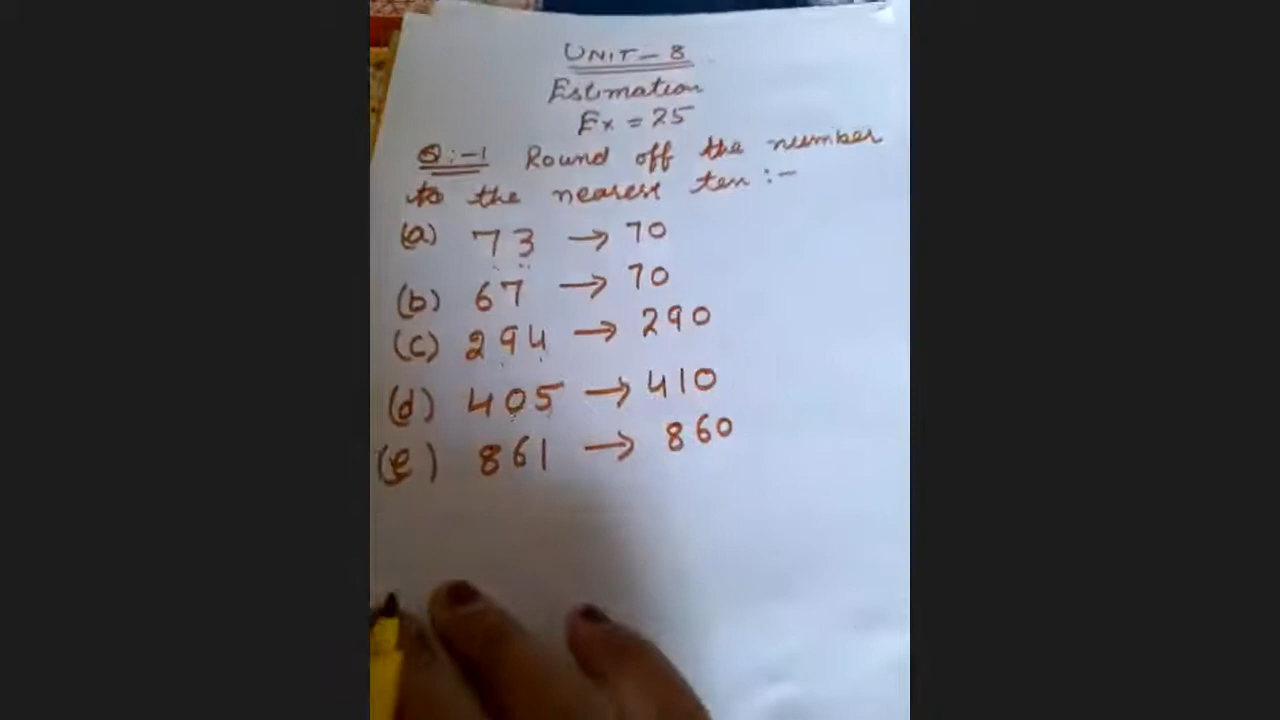 UNIT - 8
Estimation
Ex = 25
Q:-1 Round off the number
to the nearest ten :-
(a) 73 → 70
(b) 67 → 70
(c) 294 → 290
(d) 405 → 410
(e) 861 → 860